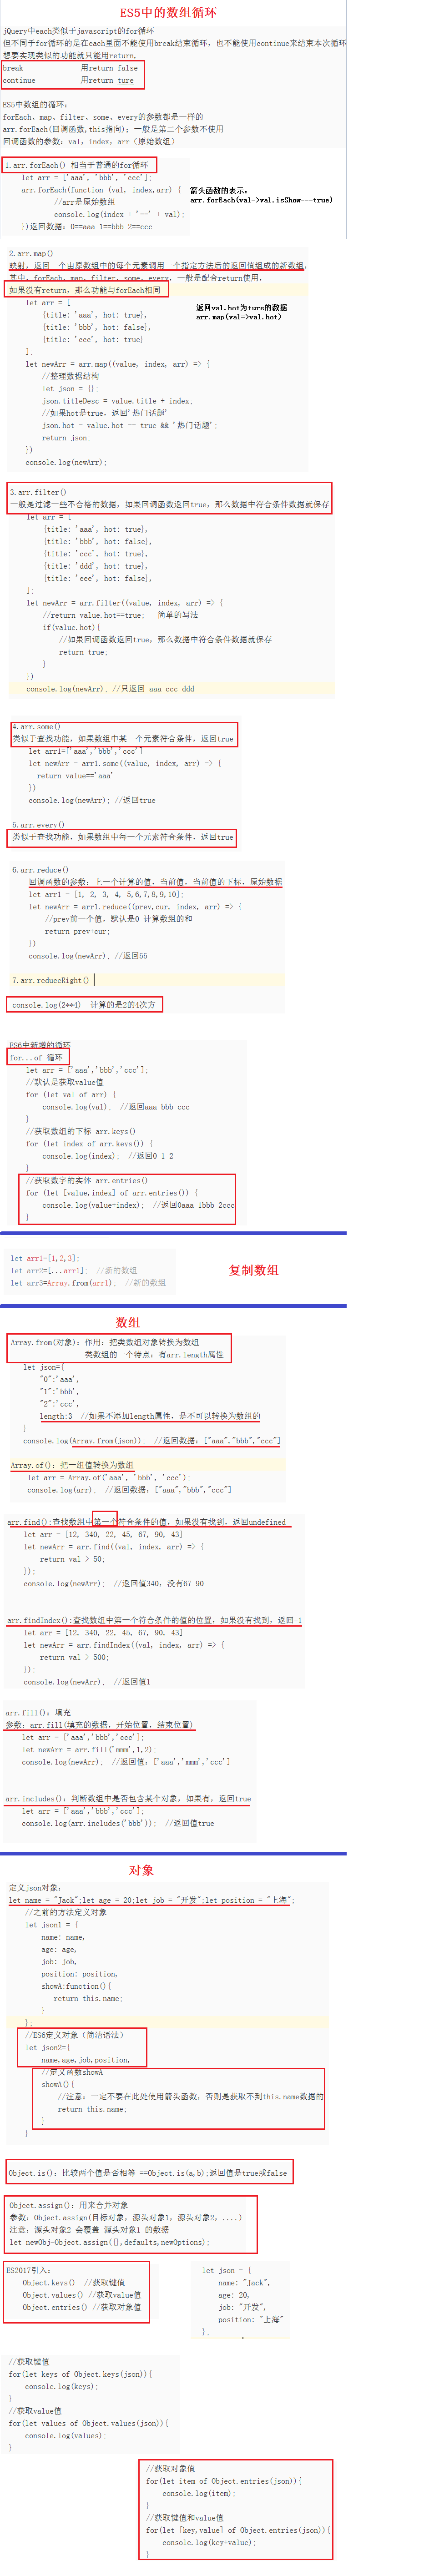 ES5中的数组循环
jQuery中each类似于javascript的for循环
但不同于for循环的是在each里面不能使用break结束循环，也不能使用continue来结束本次循环
想要实现类似的功能就只能用return，
break 用return false
continue 用return ture
ES5中数组的循环：
forEach、map、filter、some、every的参数都是一样的
arr.forEach(回调函数,this指向)；一般是第二个参数不使用
回调函数的参数：val，index，arr（原始数组）
1.arr.forEach() 相当于普通的for循环
let arr = ['aaa', 'bbb', 'ccc'];
arr.forEach(function (val, index,arr) {
//arr是原始数组
console.log(index + '==' + val);
})返回数据：0==aaa 1==bbb 2==ccc
箭头函数的表示，
arr.forEach(val=>val.isShow===true)
2.arr.map()
映射，返回一个由原数组中的每个元素调用一个指定方法后的返回值组成的新数组，
其中，forEach、map、filter、some、every，一般是配合return使用，
如果没有return，那么功能与forEach相同
let arr = [
{title: 'aaa', hot: true},
{title: 'bbb', hot: false},
{title: 'ccc', hot: true}
];
返回val.hot为ture的数据
arr.map(val=>val.hot)
let newArr = arr.map((value, index, arr) => {
//整理数据结构
let json = {};
json.titleDesc = value.title + index;
//如果hot是true，返回'热门话题'
json.hot = value.hot == true && '热门话题';
return json;
})
console.log(newArr);
3.arr.filter()
一般是过滤一些不合格的数据，如果回调函数返回true，那么数据中符合条件数据就保存
let arr = [
{title: 'aaa', hot: true},
{title: 'bbb', hot: false},
{title: 'ccc', hot: true},
{title: 'ddd', hot: true},
{title: 'eee', hot: false},
];
let newArr = arr.filter((value, index, arr) => {
//return value.hot==true; 简单的写法
if(value.hot){
//如果回调函数返回true，那么数据中符合条件数据就保存
return true;
}
})
console.log(newArr); //只返回 aaa ccc ddd
4.arr.some()
类似于查找功能，如果数组中某一个元素符合条件，返回true
let arr1=['aaa','bbb','ccc']
let newArr = arr1.some((value, index, arr) => {
return value=='aaa'
})
console.log(newArr); //返回true
5.arr.every()
类似于查找功能，如果数组中每一个元素符合条件，返回true
6.arr.reduce()
回调函数的参数：上一个计算的值，当前值，当前值的下标，原始数据
let arr1 = [1, 2, 3, 4, 5,6,7,8,9,10];
let newArr = arr1.reduce((prev,cur, index, arr) => {
//prev前一个值，默认是0 计算数组的和
return prev+cur;
})
console.log(newArr); //返回55
7.arr.reduceRight()
console.log(2**4) 计算的是2的4次方
ES6中新增的循环
for...of 循环
let arr = ['aaa','bbb','ccc'];
//默认是获取value值
for (let val of arr) {
console.log(val); //返回aaa bbb ccc
}
//获取数组的下标 arr.keys()
for (let index of arr.keys()) {
console.log(index); //返回0 1 2
}
//获取数字的实体 arr.entries()
for (let [value,index] of arr.entries()) {
console.log(value+index); //返回0aaa 1bbb 2ccc
}
let arr1=[1,2,3];
let arr2=[...arr1]; //新的数组
let arr3=Array.from(arr1); //新的数组
复制数组
数组
Array.from(对象)；作用：把类数组对象转换为数组
类数组的一个特点：有arr.length属性
let json={
"0":'aaa',
"1":'bbb',
"2":'ccc',
length:3 //如果不添加length属性，是不可以转换为数组的
}
console.log(Array.from(json)); //返回数据：["aaa","bbb","ccc"]
Array.of()：把一组值转换为数组
let arr = Array.of('aaa', 'bbb', 'ccc');
console.log(arr); //返回数据：["aaa","bbb","ccc"]
arr.find()：查找数组中第一个符合条件的值，如果没有找到，返回undefined
let arr = [12, 340, 22, 45, 67, 90, 43]
let newArr = arr.find((val, index, arr) => {
return val > 50;
});
console.log(newArr); //返回值340，没有67 90
arr.findIndex()：查找数组中第一个符合条件的值的位置，如果没有找到，返回-1
let arr = [12, 340, 22, 45, 67, 90, 43]
let newArr = arr.findIndex((val, index, arr) => {
return val > 500;
});
console.log(newArr); //返回值1
arr.fill()；填充
参数：arr.fill(填充的数据，开始位置，结束位置)
let arr = ['aaa','bbb','ccc'];
let newArr = arr.fill('mmm',1,2);
console.log(newArr); //返回值：['aaa','mmm','ccc']
arr.includes()；判断数组中是否包含某个对象，如果有，返回true
let arr = ['aaa','bbb','ccc'];
console.log(arr.includes('bbb')); //返回值true
对象
定义json对象：
let name = "Jack";let age = 20;let job = "开发";let position = "上海";
//之前的方法定义对象
let json1 = {
name: name,
age: age,
job: job,
position: position,
showA:function(){
return this.name;
}
};
//ES6定义对象（简洁语法）
let json2={
name,age,job,position,
//定义函数showA
showA(){
//注意：一定不要在此处使用箭头函数，否则是获取不到this.name数据的
return this.name;
}
}
Object.is()：比较两个值是否相等 ==Object.is(a,b);返回值是true或false
Object.assign()：用来合并对象
参数：Object.assign(目标对象，源头对象1，源头对象2，....)
注意：源头对象2 会覆盖 源头对象1 的数据
let newObj=Object.assign({},defaults,newOptions);
ES2017引入：
Object.keys() //获取键值
Object.values() //获取value值
Object.entries() //获取对象值
let json = {
name: "Jack",
age: 20,
job: "开发",
position: "上海"
};
//获取键值
for(let keys of Object.keys(json)){
console.log(keys);
}
//获取value值
for(let values of Object.values(json)){
console.log(values);
}
//获取对象值
for(let item of Object.entries(json)){
console.log(item);
}
//获取键值和value值
for(let [key,value] of Object.entries(json)){
console.log(key+value);
}